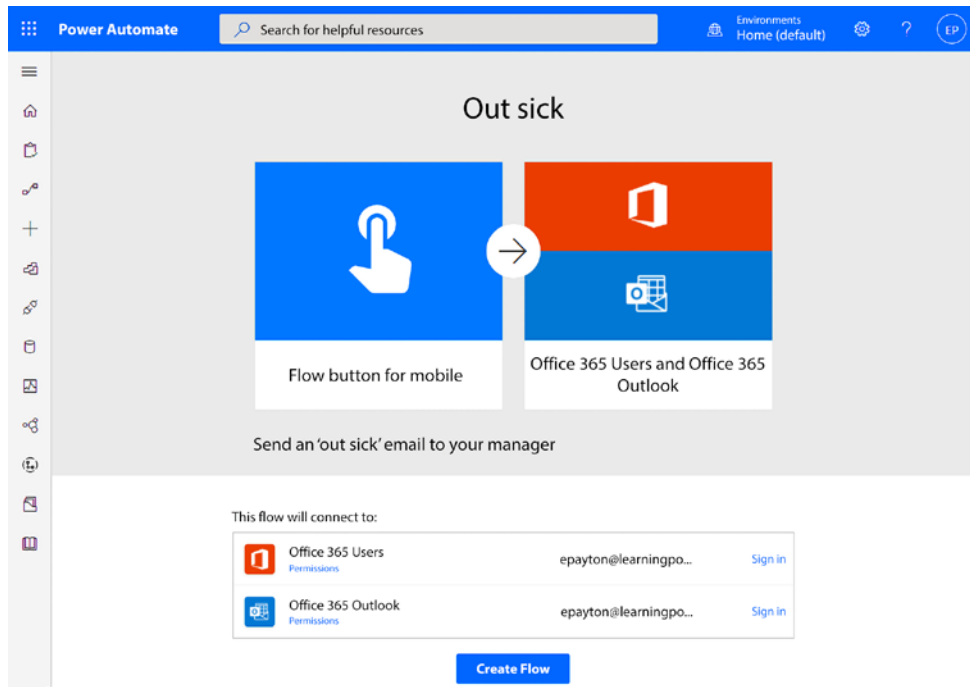 Power Automate
Search for helpful resources
Environments
Home (default)
?
EP
Out sick
Flow button for mobile
Office 365 Users and Office 365
Outlook
Send an 'out sick' email to your manager
This flow will connect to:
Office 365 Users
Permissions
epayton@learningpo...
Sign in
Office 365 Outlook
Permissions
epayton@learningpo...
Sign in
Create Flow